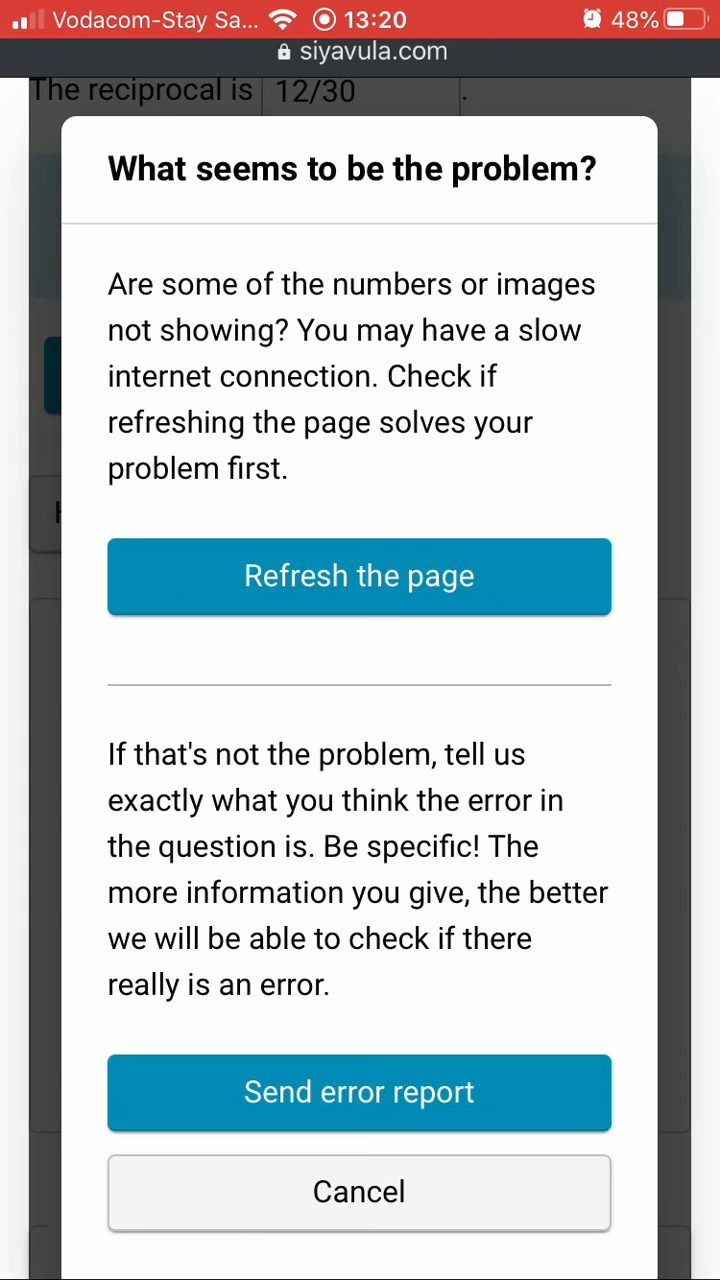 Vodacom-Stay Sa... 13:20 48%
siyavula.com
The reciprocal is 12/30 .
What seems to be the problem?
Are some of the numbers or images
not showing? You may have a slow
internet connection. Check if
refreshing the page solves your
problem first.
Refresh the page
If that's not the problem, tell us
exactly what you think the error in
the question is. Be specific! The
more information you give, the better
we will be able to check if there
really is an error.
Send error report
Cancel